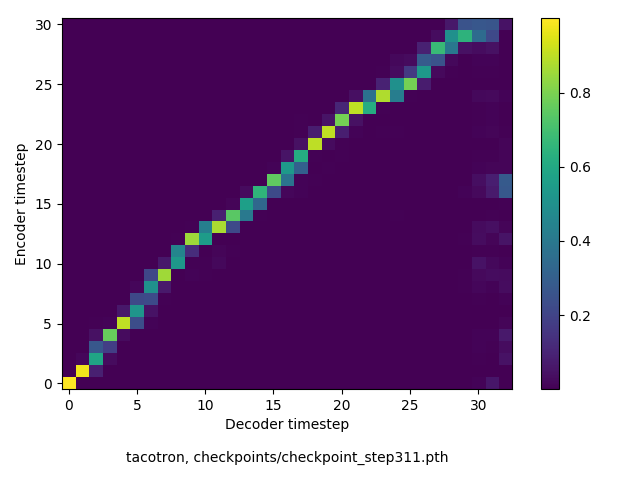 30
25
20
15
10
5
0
Encoder timestep
0 5 10 15 20 25 30
Decoder timestep
0.8
0.6
0.4
0.2
tacotron, checkpoints/checkpoint_step311.pth